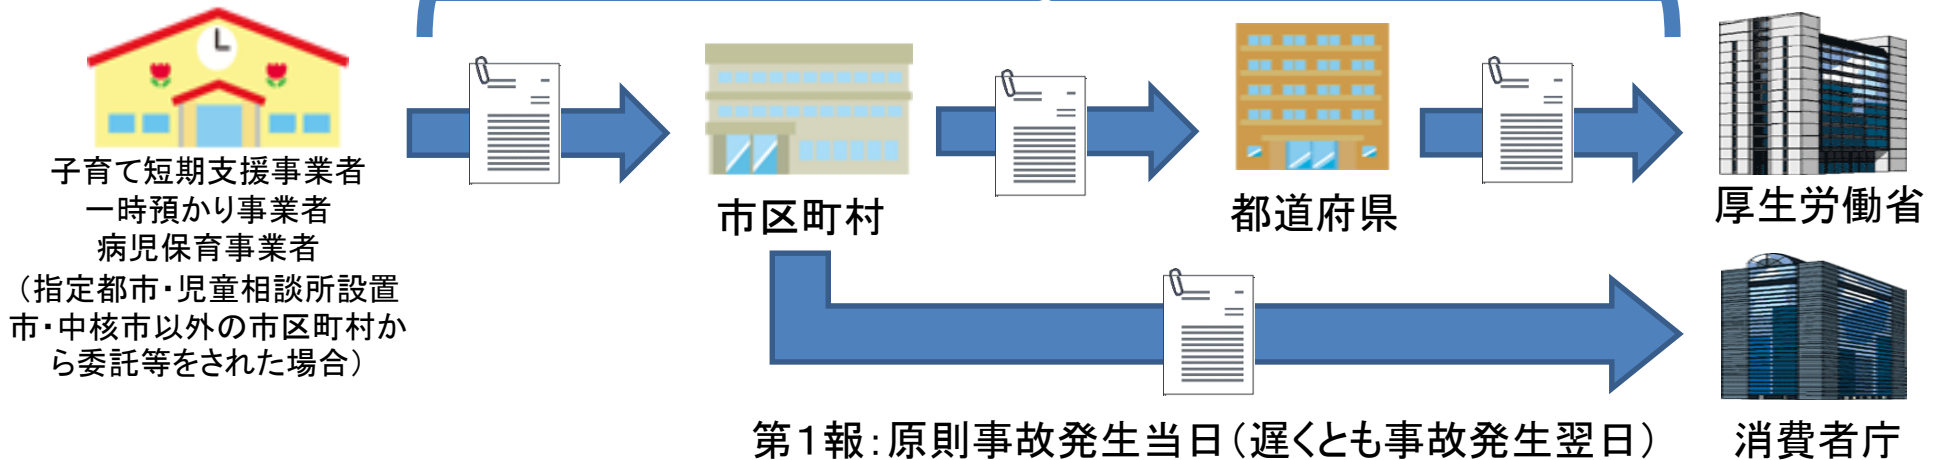 子育て短期支援事業者
一時預かり事業者
病児保育事業者
（指定都市・児童相談所設置
市・中核市以外の市区町村か
ら委託等をされた場合）
市区町村
都道府県
厚生労働省
第１報：原則事故発生当日（遅くとも事故発生翌日）
消費者庁